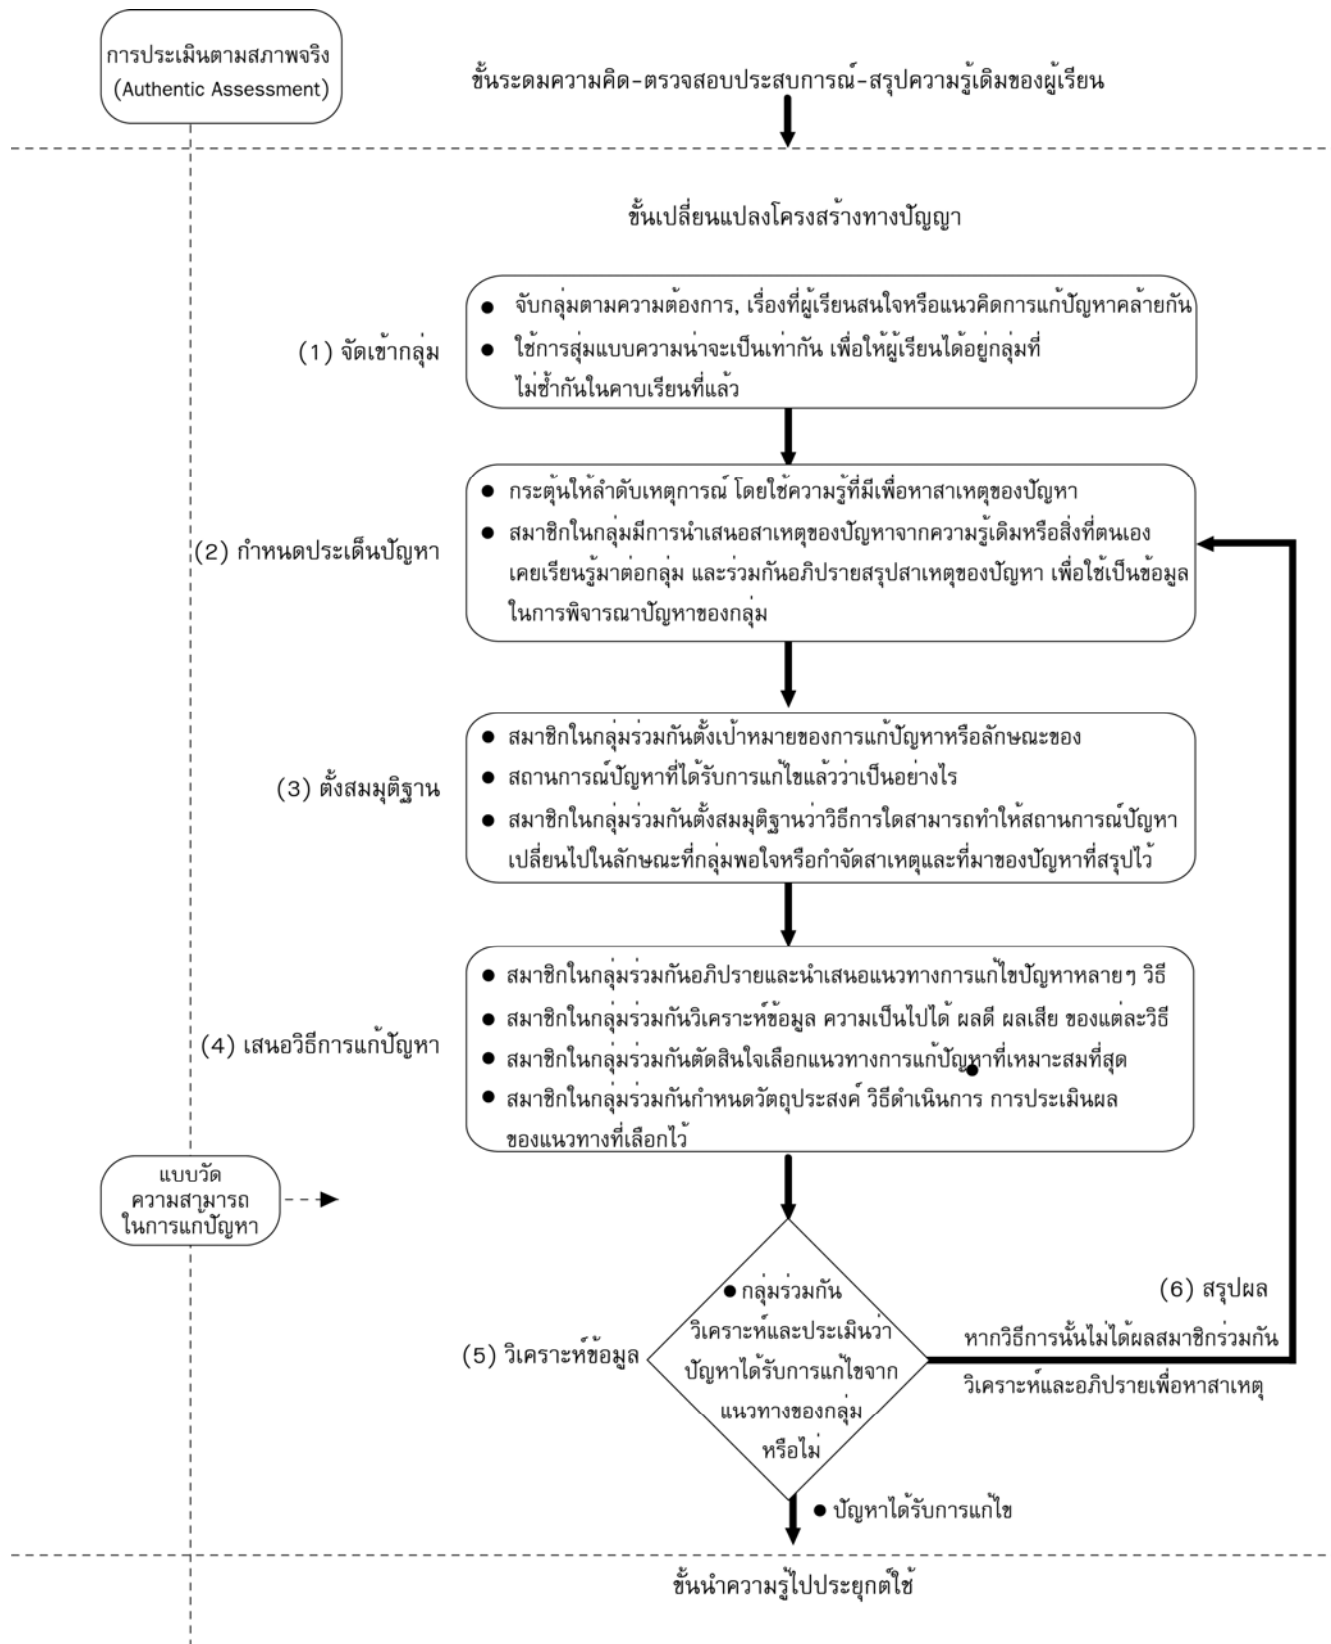 การประเมินตามสภาพจริง
(Authentic Assessment)
ขั้นระดมความคิด-ตรวจสอบประสบการณ์-สรุปความรู้เดิมของผู้เรียน
ขั้นเปลี่ยนแปลงโครงสร้างทางปัญญา
(1) จัดเข้ากลุ่ม
● จับกลุ่มตามความต้องการ, เรื่องที่ผู้เรียนสนใจหรือแนวคิดการแก้ปัญหาคล้ายกัน
● ใช้การสุ่มแบบความน่าจะเป็นเท่ากัน เพื่อให้ผู้เรียนได้อยู่กลุ่มที่
ไม่ซ้ำกันในคาบเรียนที่แล้ว
(2) กำหนดประเด็นปัญหา
● กระตุ้นให้ลำดับเหตุการณ์ โดยใช้ความรู้ที่มีเพื่อหาสาเหตุของปัญหา
● สมาชิกในกลุ่มมีการนำเสนอสาเหตุของปัญหาจากความรู้เดิมหรือสิ่งที่ตนเอง
เคยเรียนรู้มาต่อกลุ่ม และร่วมกันอภิปรายสรุปสาเหตุของปัญหา เพื่อใช้เป็นข้อมูล
ในการพิจารณาปัญหาของกลุ่ม
(3) ตั้งสมมุติฐาน
● สมาชิกในกลุ่มร่วมกันตั้งเป้าหมายของการแก้ปัญหาหรือลักษณะของ
● สถานการณ์ปัญหาที่ได้รับการแก้ไขแล้วว่าเป็นอย่างไร
● สมาชิกในกลุ่มร่วมกันตั้งสมมุติฐานว่าวิธีการใดสามารถทำให้สถานการณ์ปัญหา
เปลี่ยนไปในลักษณะที่กลุ่มพอใจหรือกำจัดสาเหตุและที่มาของปัญหาที่สรุปไว้
(4) เสนอวิธีการแก้ปัญหา
● สมาชิกในกลุ่มร่วมกันอภิปรายและนำเสนอแนวทางการแก้ไขปัญหาหลายๆ วิธี
● สมาชิกในกลุ่มร่วมกันวิเคราะห์ข้อมูล ความเป็นไปได้ ผลดี ผลเสีย ของแต่ละวิธี
● สมาชิกในกลุ่มร่วมกันตัดสินใจเลือกแนวทางการแก้ปัญหาที่เหมาะสมที่สุด
● สมาชิกในกลุ่มร่วมกันกำหนดวัตถุประสงค์ วิธีดำเนินการ การประเมินผล
ของแนวทางที่เลือกไว้
แบบวัด
ความสามารถ
ในการแก้ปัญหา
(5) วิเคราะห์ข้อมูล
● กลุ่มร่วมกัน
วิเคราะห์และประเมินว่า
ปัญหาได้รับการแก้ไขจาก
แนวทางของกลุ่ม
หรือไม่
(6) สรุปผล
หากวิธีการนั้นไม่ได้ผลสมาชิกร่วมกัน
วิเคราะห์และอภิปรายเพื่อหาสาเหตุ
● ปัญหาได้รับการแก้ไข
ขั้นนำความรู้ไปประยุกต์ใช้